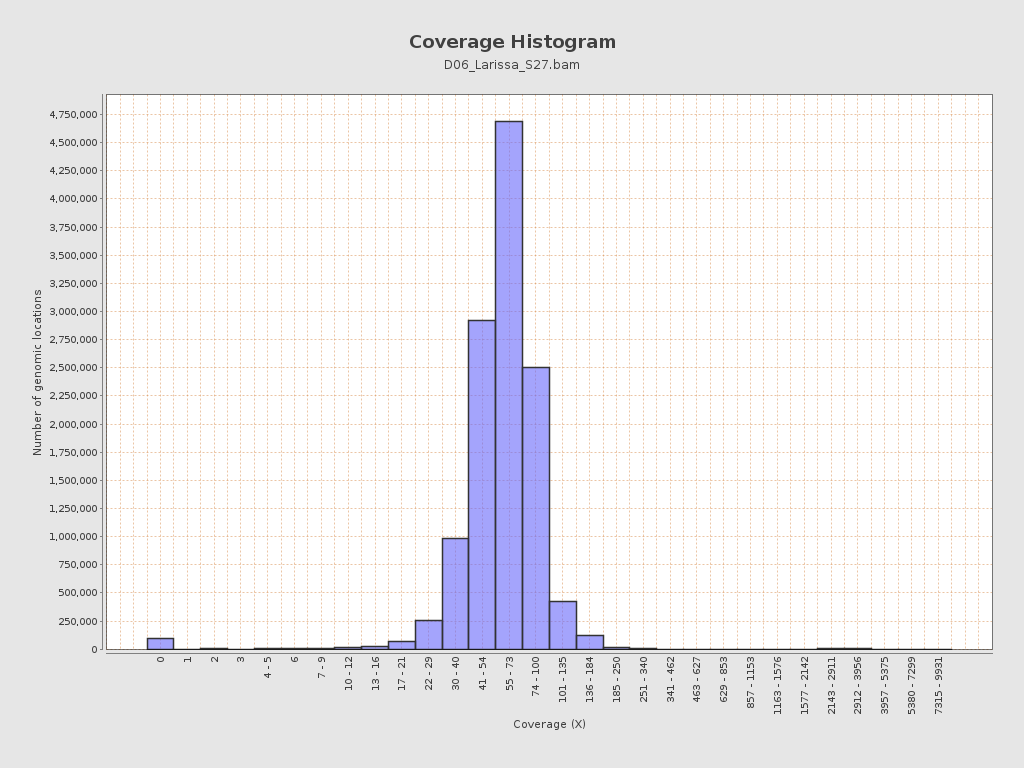 Coverage Histogram
D06_Larissa_S27.bam
Number of genomic locations
4,750,000
4,500,000
4,250,000
4,000,000
3,750,000
3,500,000
3,250,000
3,000,000
2,750,000
2,500,000
2,250,000
2,000,000
1,750,000
1,500,000
1,250,000
1,000,000
750,000
500,000
250,000
0
0
1
2
3
4 - 5
6
7 - 9
10 - 12
13 - 16
17 - 21
22 - 29
30 - 40
41 - 54
55 - 73
74 - 100
101 - 135
136 - 184
185 - 250
251 - 340
341 - 462
463 - 627
629 - 853
857 - 1153
1163 - 1576
1577 - 2142
2143 - 2911
2912 - 3956
3957 - 5375
5380 - 7299
7315 - 9931
Coverage (X)